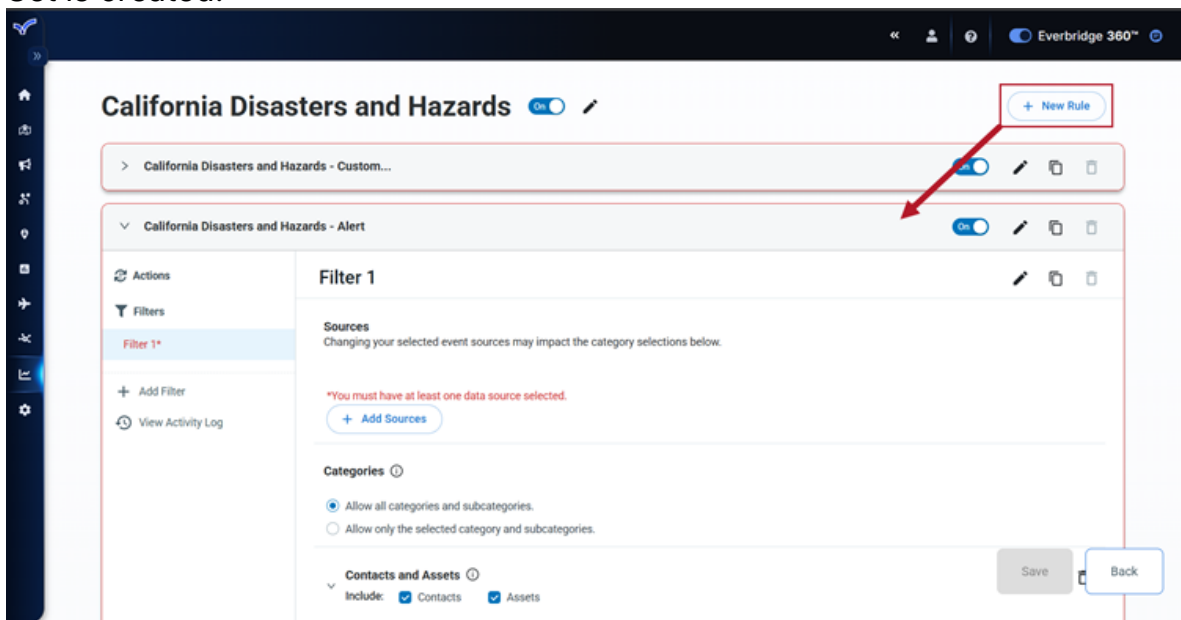 Everbridge 360™
California Disasters and Hazards On
+ New Rule
California Disasters and Hazards - Custom...
California Disasters and Hazards - Alert On
Actions
Filters
Filter 1*
+ Add Filter
View Activity Log
Filter 1
Sources
Changing your selected event sources may impact the category selections below.
*You must have at least one data source selected.
+ Add Sources
Categories
Allow all categories and subcategories.
Allow only the selected category and subcategories.
Contacts and Assets
Include: Contacts Assets
Save
Back